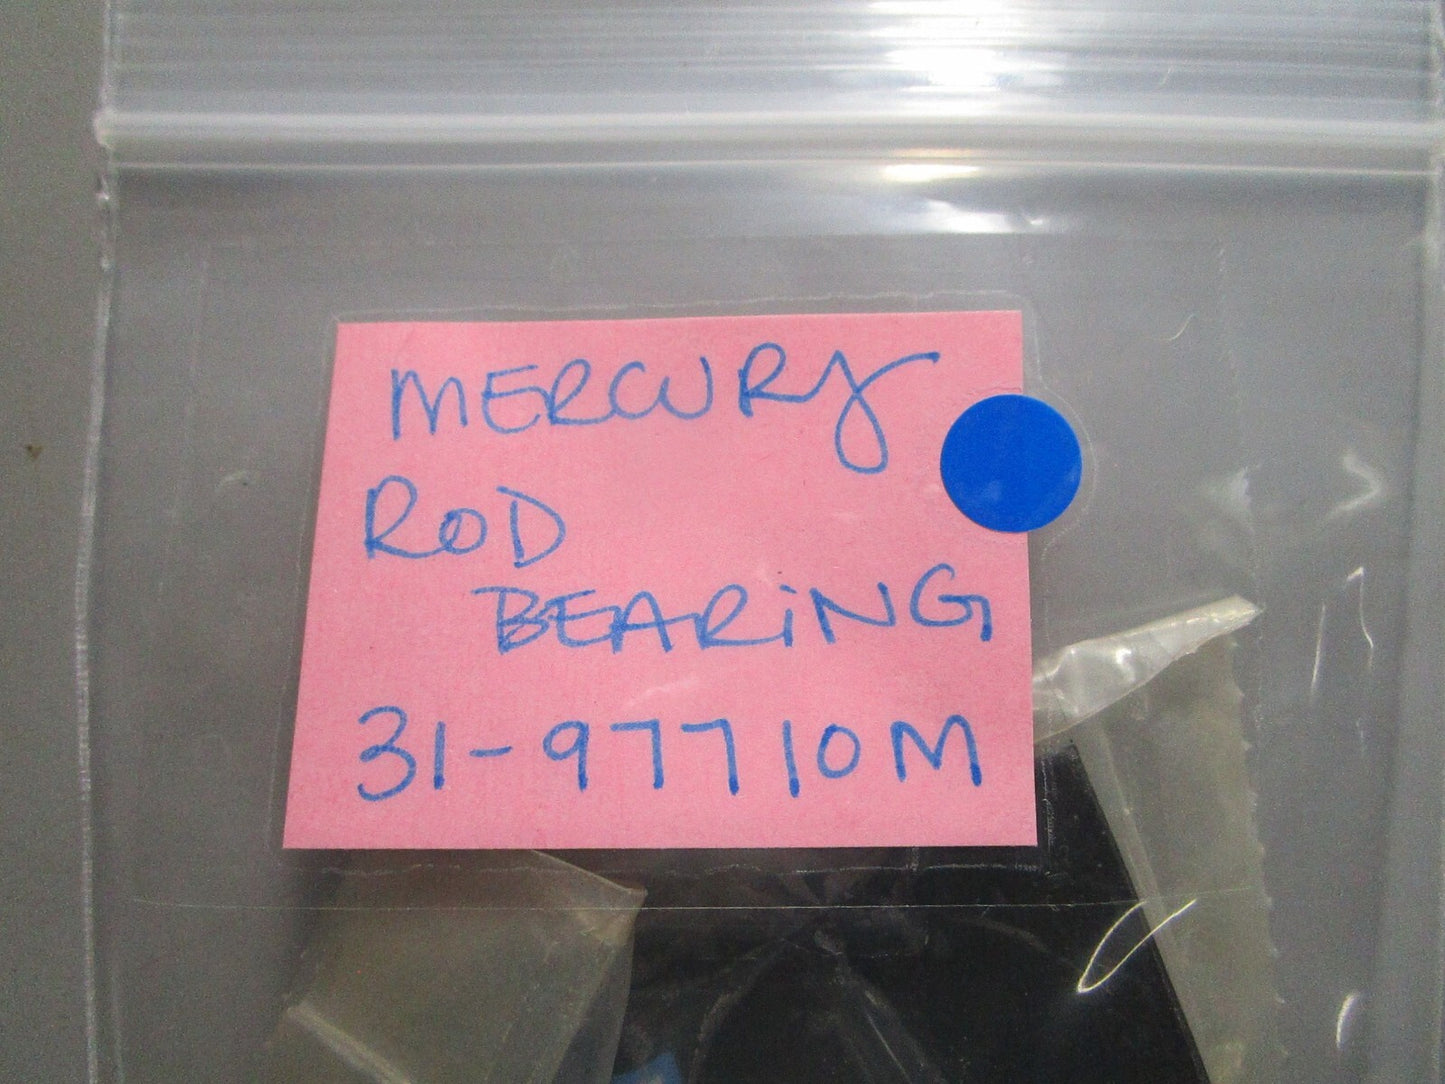 MERCURY
ROD
BEARiNG
31-97710M